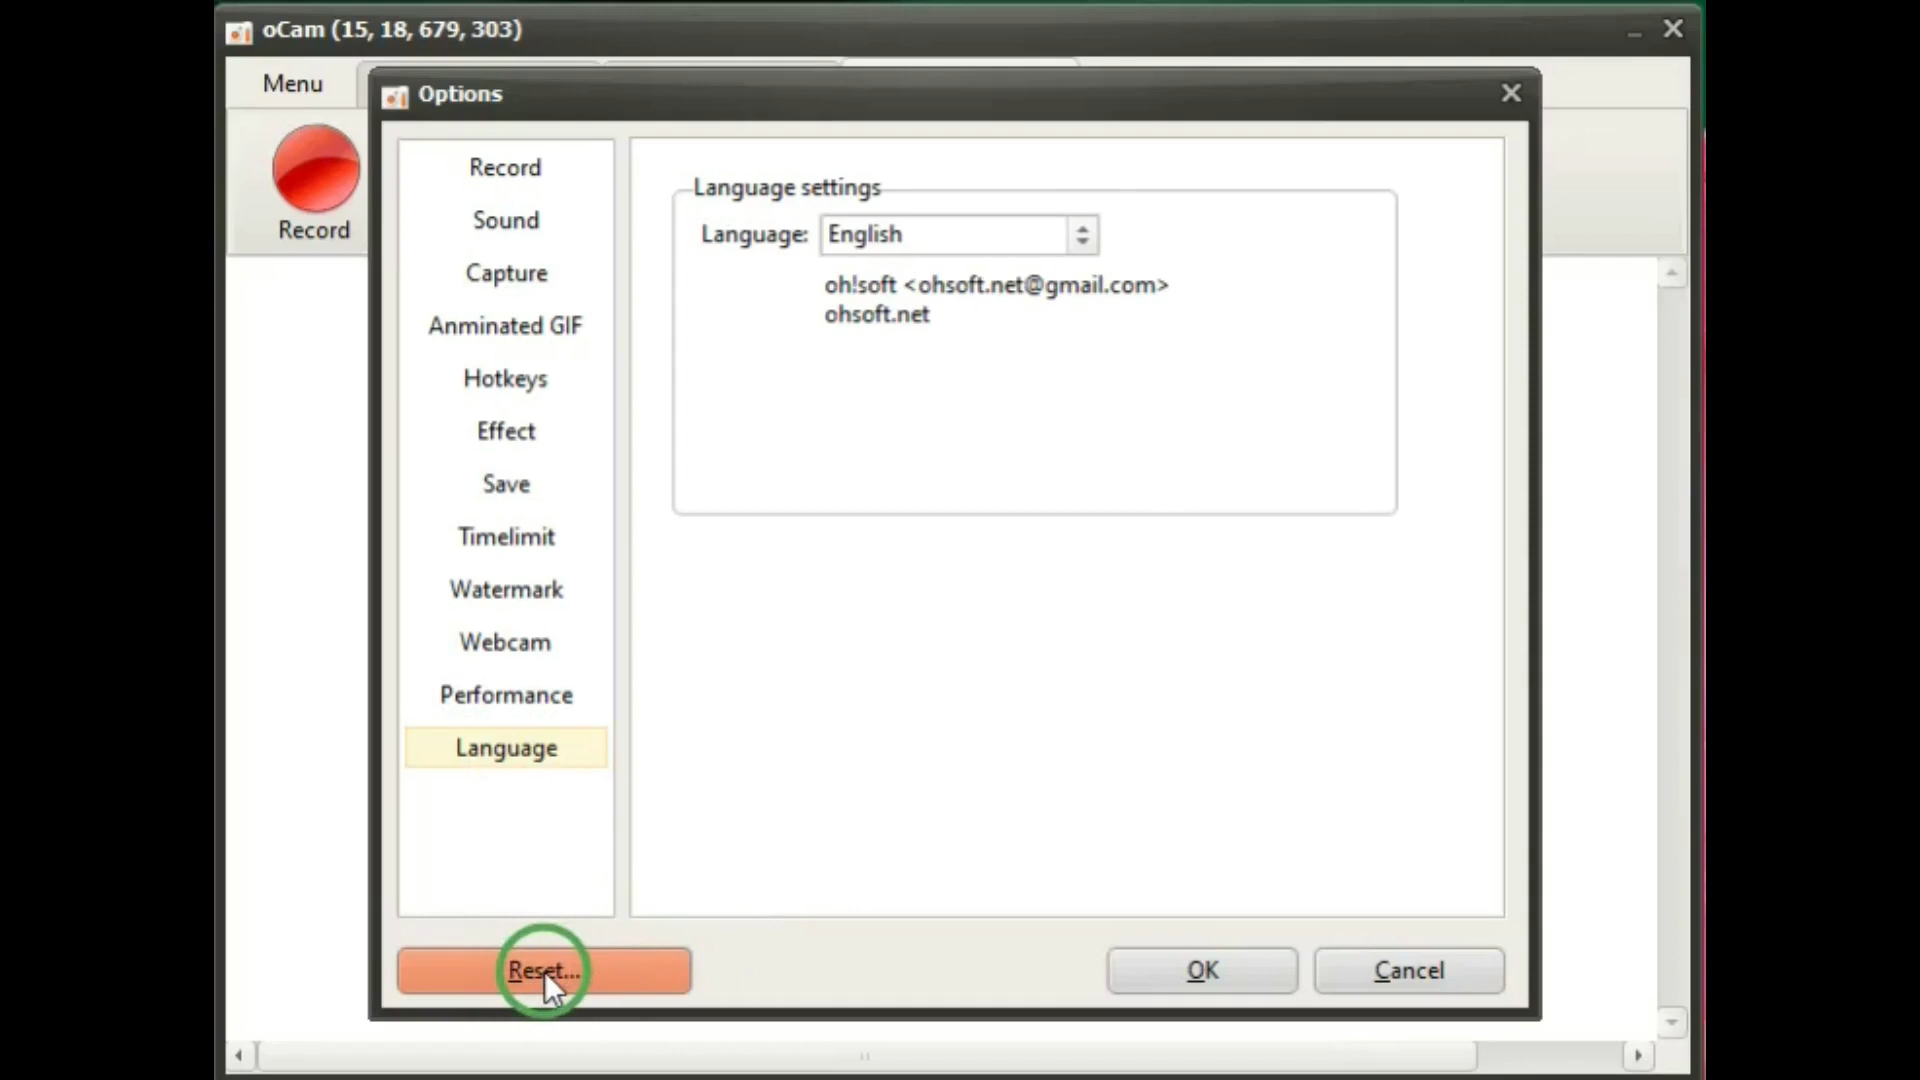 oCam (15, 18, 679, 303)
Menu
Options
Record
Record
Sound
Capture
Anminated GIF
Hotkeys
Effect
Save
Timelimit
Watermark
Webcam
Performance
Language
Language settings
Language: English
oh!soft <ohsoft.net@gmail.com>
ohsoft.net
Reset...
OK
Cancel